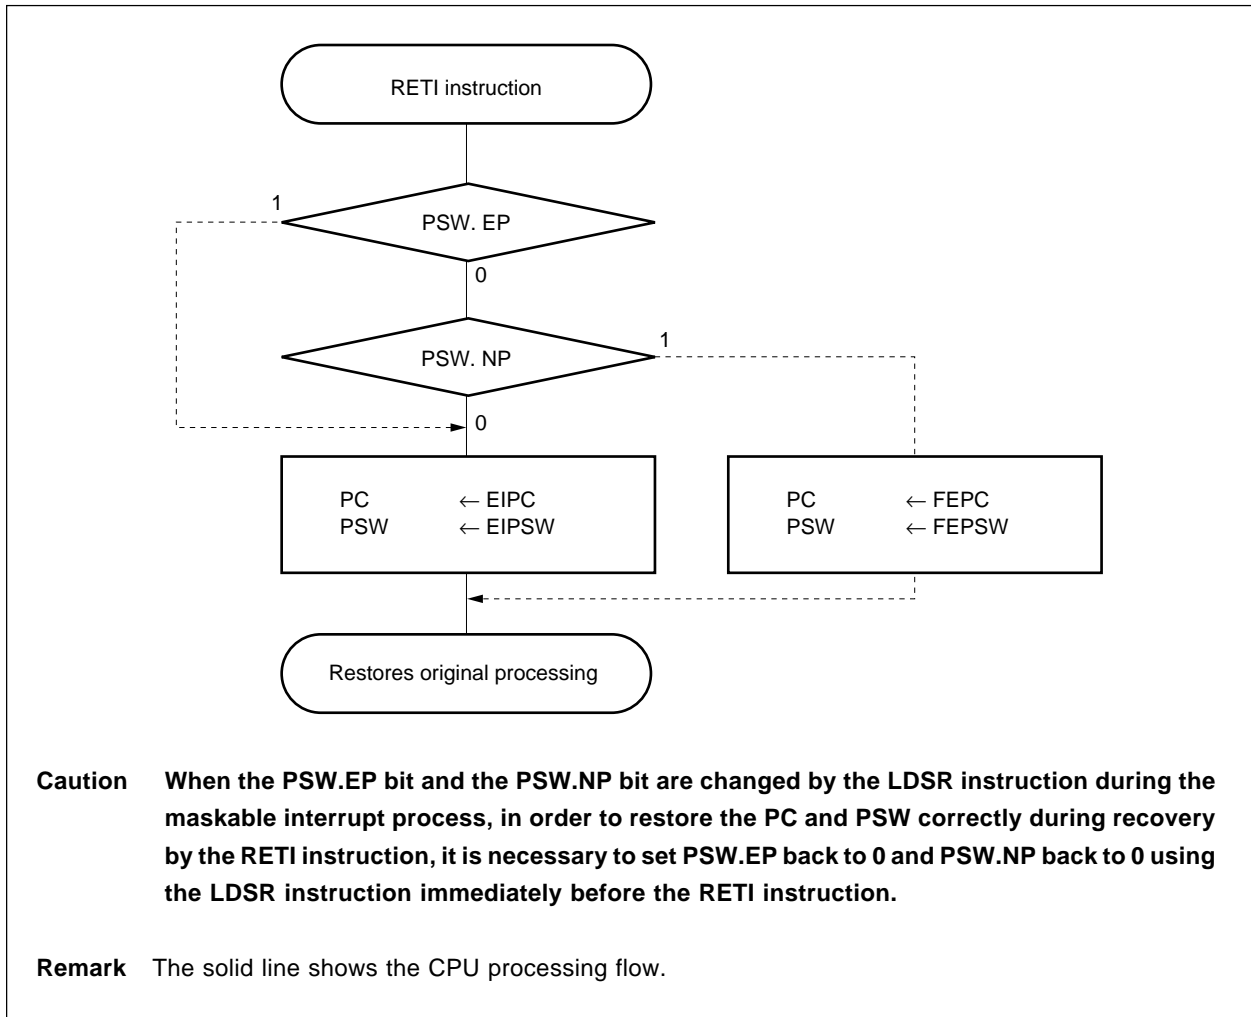 RETI instruction
1
PSW. EP
0
1
PSW. NP
0
PC ← EIPC
PSW ← EIPSW
PC ← FEPC
PSW ← FEPSW
Restores original processing
Caution When the PSW.EP bit and the PSW.NP bit are changed by the LDSR instruction during the
maskable interrupt process, in order to restore the PC and PSW correctly during recovery
by the RETI instruction, it is necessary to set PSW.EP back to 0 and PSW.NP back to 0 using
the LDSR instruction immediately before the RETI instruction.
Remark The solid line shows the CPU processing flow.